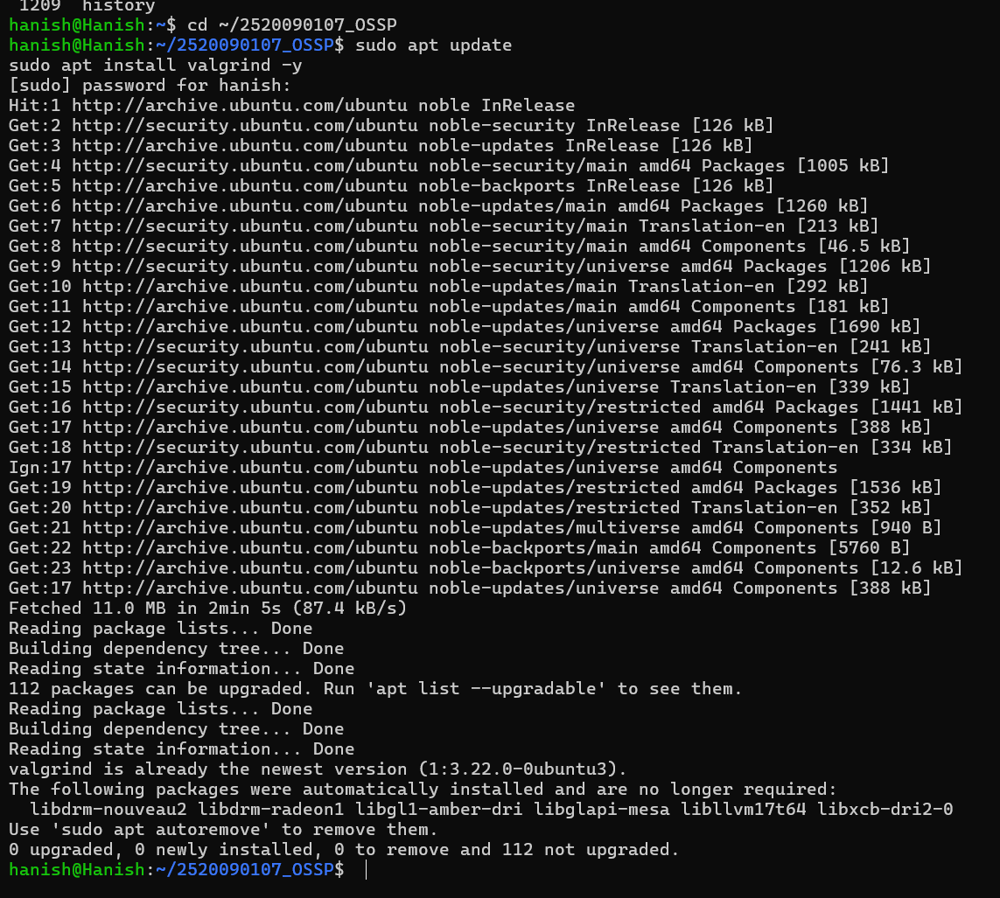 1209  history
hanish@Hanish:~$ cd ~/2520090107_OSSP
hanish@Hanish:~/2520090107_OSSP$ sudo apt update
sudo apt install valgrind -y
[sudo] password for hanish:
Hit:1 http://archive.ubuntu.com/ubuntu noble InRelease
Get:2 http://security.ubuntu.com/ubuntu noble-security InRelease [126 kB]
Get:3 http://archive.ubuntu.com/ubuntu noble-updates InRelease [126 kB]
Get:4 http://security.ubuntu.com/ubuntu noble-security/main amd64 Packages [1005 kB]
Get:5 http://archive.ubuntu.com/ubuntu noble-backports InRelease [126 kB]
Get:6 http://archive.ubuntu.com/ubuntu noble-updates/main amd64 Packages [1260 kB]
Get:7 http://security.ubuntu.com/ubuntu noble-security/main Translation-en [213 kB]
Get:8 http://security.ubuntu.com/ubuntu noble-security/main amd64 Components [46.5 kB]
Get:9 http://security.ubuntu.com/ubuntu noble-security/universe amd64 Packages [1206 kB]
Get:10 http://archive.ubuntu.com/ubuntu noble-updates/main Translation-en [292 kB]
Get:11 http://archive.ubuntu.com/ubuntu noble-updates/main amd64 Components [181 kB]
Get:12 http://archive.ubuntu.com/ubuntu noble-updates/universe amd64 Packages [1690 kB]
Get:13 http://security.ubuntu.com/ubuntu noble-security/universe Translation-en [241 kB]
Get:14 http://security.ubuntu.com/ubuntu noble-security/universe amd64 Components [76.3 kB]
Get:15 http://archive.ubuntu.com/ubuntu noble-updates/universe Translation-en [339 kB]
Get:16 http://security.ubuntu.com/ubuntu noble-security/restricted amd64 Packages [1441 kB]
Get:17 http://archive.ubuntu.com/ubuntu noble-updates/universe amd64 Components [388 kB]
Get:18 http://security.ubuntu.com/ubuntu noble-security/restricted Translation-en [334 kB]
Ign:17 http://archive.ubuntu.com/ubuntu noble-updates/universe amd64 Components
Get:19 http://archive.ubuntu.com/ubuntu noble-updates/restricted amd64 Packages [1536 kB]
Get:20 http://archive.ubuntu.com/ubuntu noble-updates/restricted Translation-en [352 kB]
Get:21 http://archive.ubuntu.com/ubuntu noble-updates/multiverse amd64 Components [940 B]
Get:22 http://archive.ubuntu.com/ubuntu noble-backports/main amd64 Components [5760 B]
Get:23 http://archive.ubuntu.com/ubuntu noble-backports/universe amd64 Components [12.6 kB]
Get:17 http://archive.ubuntu.com/ubuntu noble-updates/universe amd64 Components [388 kB]
Fetched 11.0 MB in 2min 5s (87.4 kB/s)
Reading package lists... Done
Building dependency tree... Done
Reading state information... Done
112 packages can be upgraded. Run 'apt list --upgradable' to see them.
Reading package lists... Done
Building dependency tree... Done
Reading state information... Done
valgrind is already the newest version (1:3.22.0-0ubuntu3).
The following packages were automatically installed and are no longer required:
  libdrm-nouveau2 libdrm-radeon1 libgl1-amber-dri libglapi-mesa libllvm17t64 libxcb-dri2-0
Use 'sudo apt autoremove' to remove them.
0 upgraded, 0 newly installed, 0 to remove and 112 not upgraded.
hanish@Hanish:~/2520090107_OSSP$